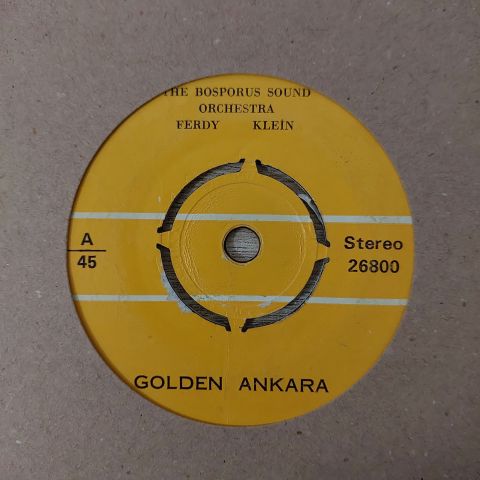 THE BOSPORUS SOUND
ORCHESTRA
FERDY KLEİN
A
45
Stereo
26800
GOLDEN ANKARA